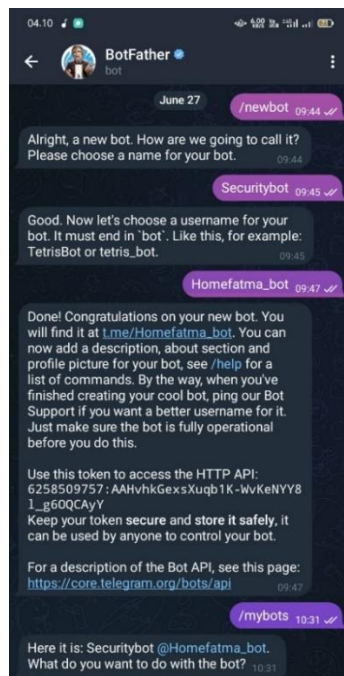 04.10
BotFather
bot
June 27
/newbot 09:44
Alright, a new bot. How are we going to call it?
Please choose a name for your bot. 09:44
Securitybot 09:45
Good. Now let's choose a username for your
bot. It must end in `bot`. Like this, for example:
TetrisBot or tetris_bot. 09:45
Homefatma_bot 09:47
Done! Congratulations on your new bot. You
will find it at t.me/Homefatma_bot. You can
now add a description, about section and
profile picture for your bot, see /help for a
list of commands. By the way, when you've
finished creating your cool bot, ping our Bot
Support if you want a better username for it.
Just make sure the bot is fully operational
before you do this.
Use this token to access the HTTP API:
6258509757:AAHvhkGexsXuqb1K-WvKeNYY8
l_g6OQCAyY
Keep your token secure and store it safely, it
can be used by anyone to control your bot.
For a description of the Bot API, see this page:
https://core.telegram.org/bots/api 09:47
/mybots 10:31
Here it is: Securitybot @Homefatma_bot.
What do you want to do with the bot? 10:31